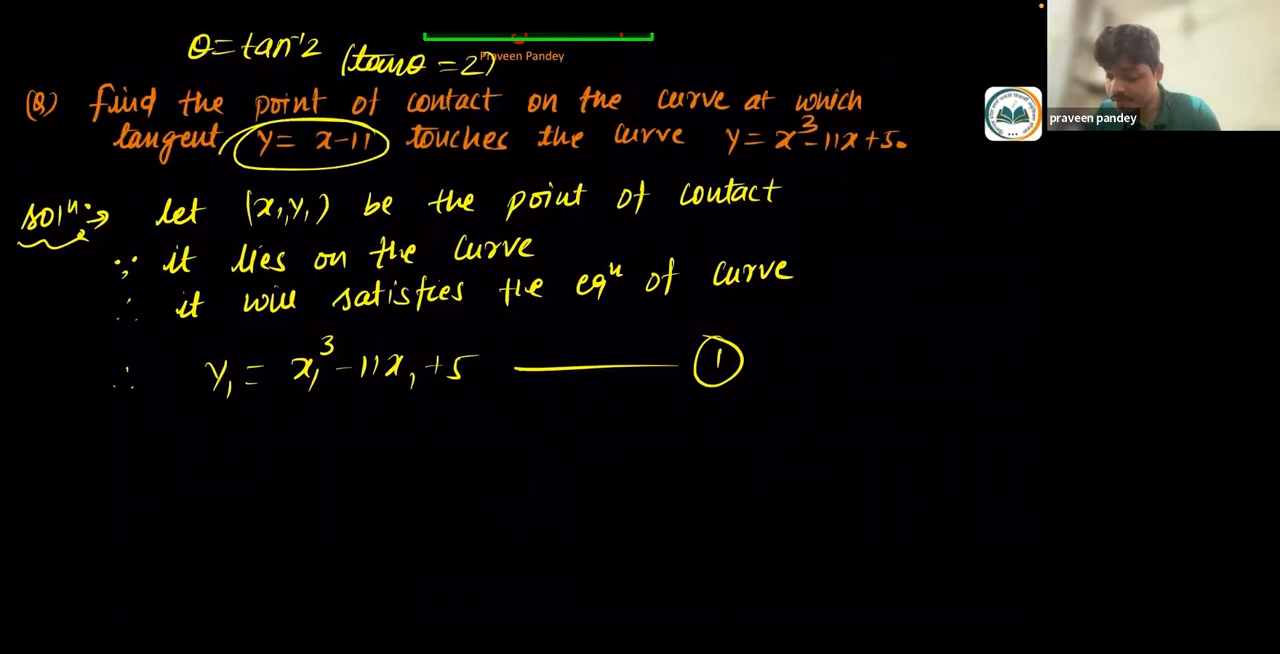 θ = tan⁻¹2 (tanθ = 2)
Praveen Pandey
(Q) find the point of contact on the curve at which
tangent, y = x-11 touches the curve y = x³-11x+5.
praveen pandey
solⁿ:→ let (x₁,y₁) be the point of contact
∵ it lies on the curve
∴ it will satisfies the eqⁿ of curve
∴ y₁ = x₁³-11x₁+5 ——— ①